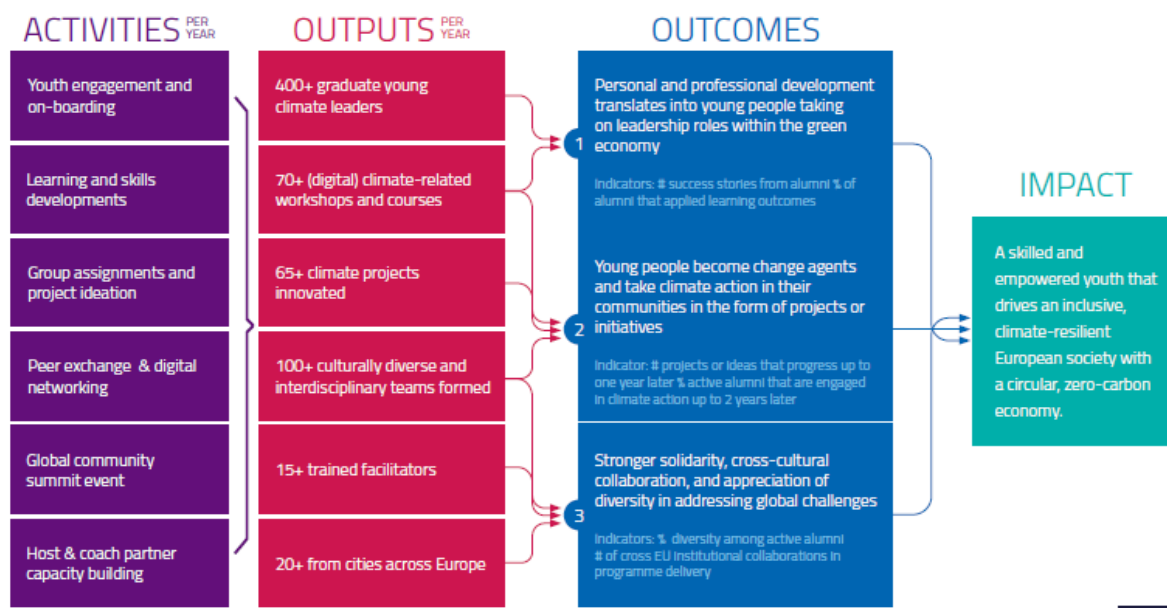 ACTIVITIES PER YEAR
Youth engagement and
on-boarding
Learning and skills
developments
Group assignments and
project ideation
Peer exchange & digital
networking
Global community
summit event
Host & coach partner
capacity building
OUTPUTS PER YEAR
400+ graduate young
climate leaders
70+ (digital) climate-related
workshops and courses
65+ climate projects
innovated
100+ culturally diverse and
interdisciplinary teams formed
15+ trained facilitators
20+ from cities across Europe
OUTCOMES
1
Personal and professional development
translates into young people taking
on leadership roles within the green
economy
Indicators: # success stories from alumni % of
alumni that applied learning outcomes
2
Young people become change agents
and take climate action in their
communities in the form of projects or
initiatives
Indicator: # projects or ideas that progress up to
one year later % active alumni that are engaged
in climate action up to 2 years later
3
Stronger solidarity, cross-cultural
collaboration, and appreciation of
diversity in addressing global challenges
Indicators: % diversity among active alumni
# of cross EU institutional collaborations in
programme delivery
IMPACT
A skilled and
empowered youth that
drives an inclusive,
climate-resilient
European society with
a circular, zero-carbon
economy.